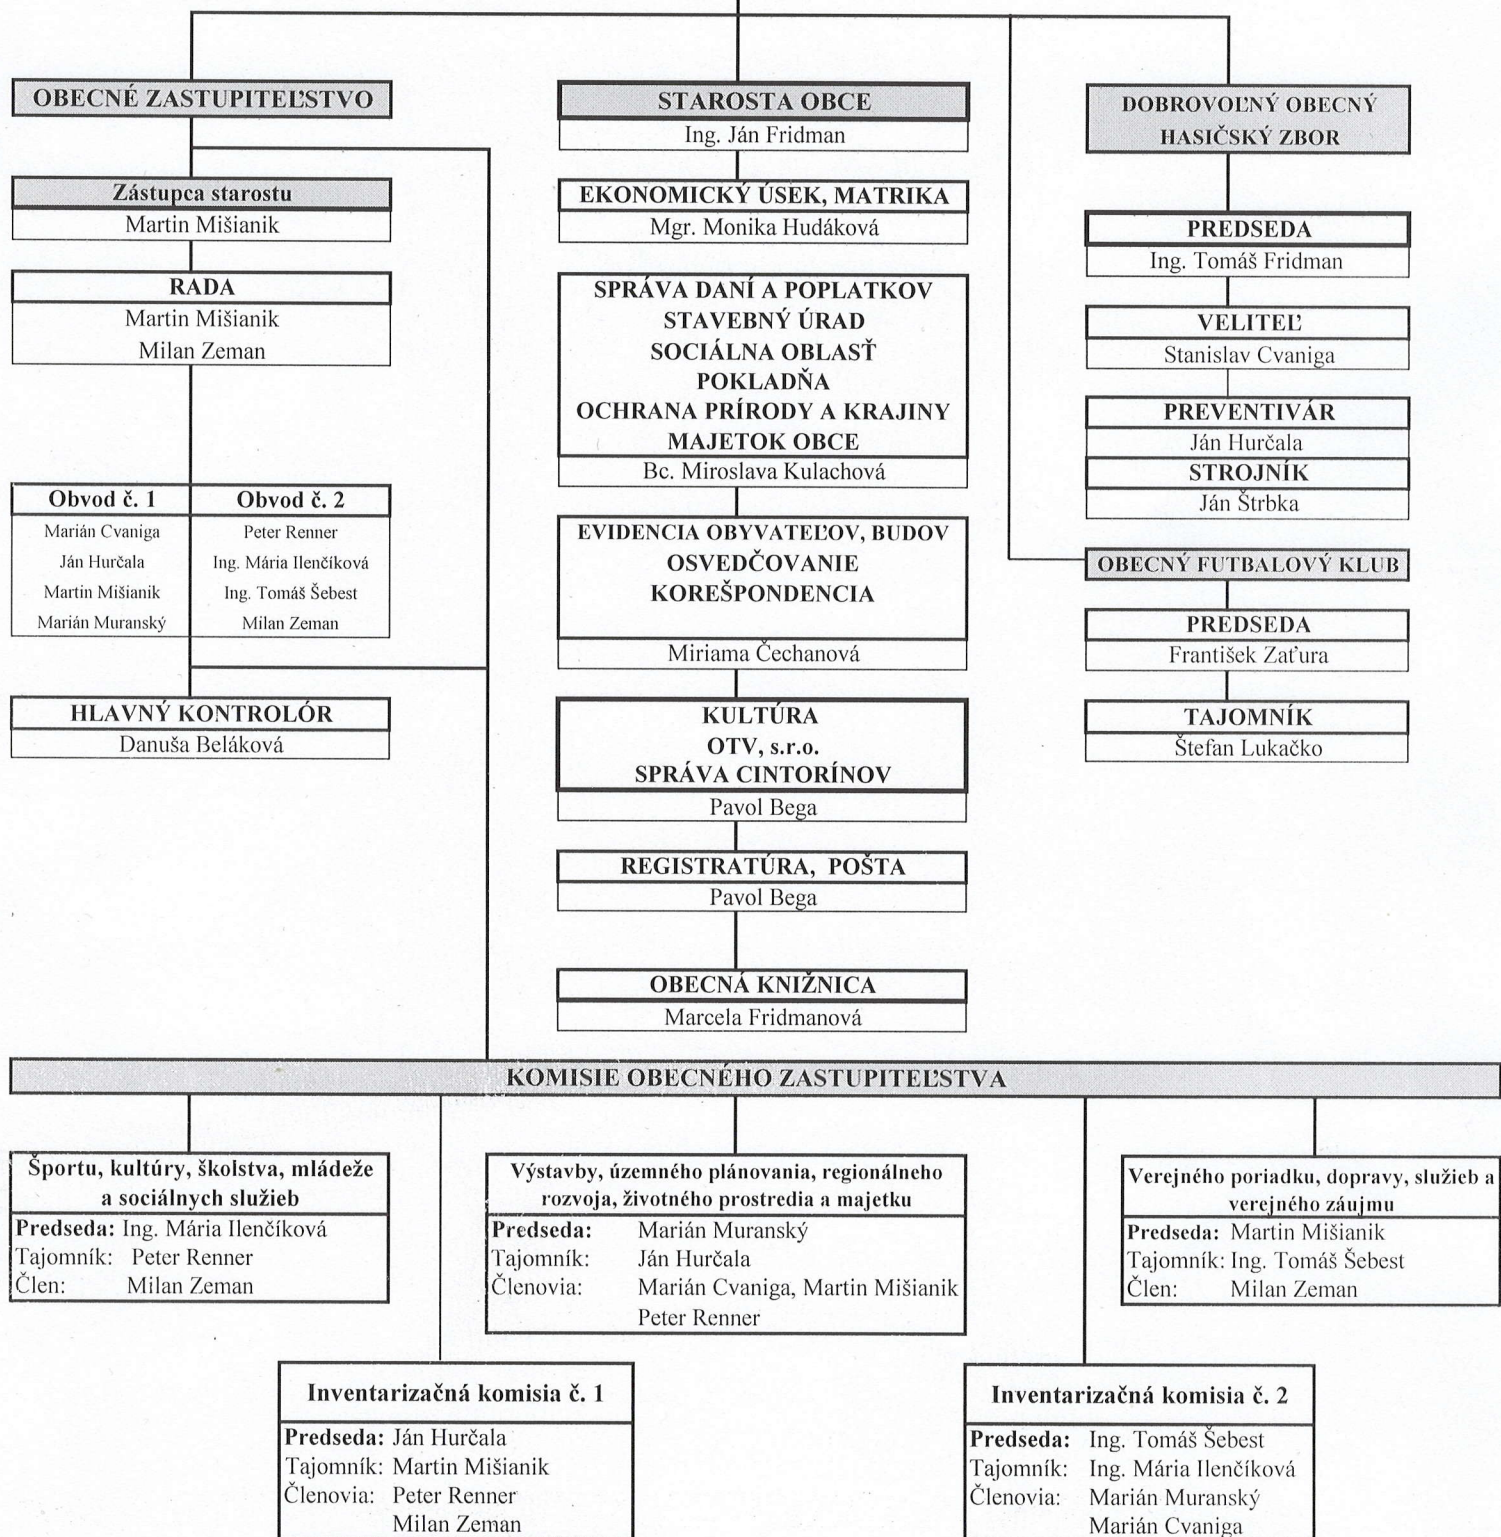 OBECNÉ ZASTUPITEĽSTVO
Zástupca starostu
Martin Mišianik
RADA
Martin Mišianik
Milan Zeman
Obvod č. 1
Marián Cvaniga
Ján Hurčala
Martin Mišianik
Marián Muranský
Obvod č. 2
Peter Renner
Ing. Mária Ilenčíková
Ing. Tomáš Šebest
Milan Zeman
HLAVNÝ KONTROLÓR
Danuša Beláková
STAROSTA OBCE
Ing. Ján Fridman
EKONOMICKÝ ÚSEK, MATRIKA
Mgr. Monika Hudáková
SPRÁVA DANÍ A POPLATKOV
STAVEBNÝ ÚRAD
SOCIÁLNA OBLASŤ
POKLADŇA
OCHRANA PRÍRODY A KRAJINY
MAJETOK OBCE
Bc. Miroslava Kulachová
EVIDENCIA OBYVATEĽOV, BUDOV
OSVEDČOVANIE
KOREŠPONDENCIA
Miriama Čechanová
KULTÚRA
OTV, s.r.o.
SPRÁVA CINTORÍNOV
Pavol Bega
REGISTRATÚRA, POŠTA
Pavol Bega
OBECNÁ KNIŽNICA
Marcela Fridmanová
DOBROVOĽNÝ OBECNÝ
HASIČSKÝ ZBOR
PREDSEDA
Ing. Tomáš Fridman
VELITEĽ
Stanislav Cvaniga
PREVENTIVÁR
Ján Hurčala
STROJNÍK
Ján Štrbka
OBECNÝ FUTBALOVÝ KLUB
PREDSEDA
František Zaťura
TAJOMNÍK
Štefan Lukačko
KOMISIE OBECNÉHO ZASTUPITEĽSTVA
Športu, kultúry, školstva, mládeže
a sociálnych služieb
Predseda: Ing. Mária Ilenčíková
Tajomník: Peter Renner
Člen: Milan Zeman
Výstavby, územného plánovania, regionálneho
rozvoja, životného prostredia a majetku
Predseda: Marián Muranský
Tajomník: Ján Hurčala
Členovia: Marián Cvaniga, Martin Mišianik
Peter Renner
Verejného poriadku, dopravy, služieb a
verejného záujmu
Predseda: Martin Mišianik
Tajomník: Ing. Tomáš Šebest
Člen: Milan Zeman
Inventarizačná komisia č. 1
Predseda: Ján Hurčala
Tajomník: Martin Mišianik
Členovia: Peter Renner
Milan Zeman
Inventarizačná komisia č. 2
Predseda: Ing. Tomáš Šebest
Tajomník: Ing. Mária Ilenčíková
Členovia: Marián Muranský
Marián Cvaniga